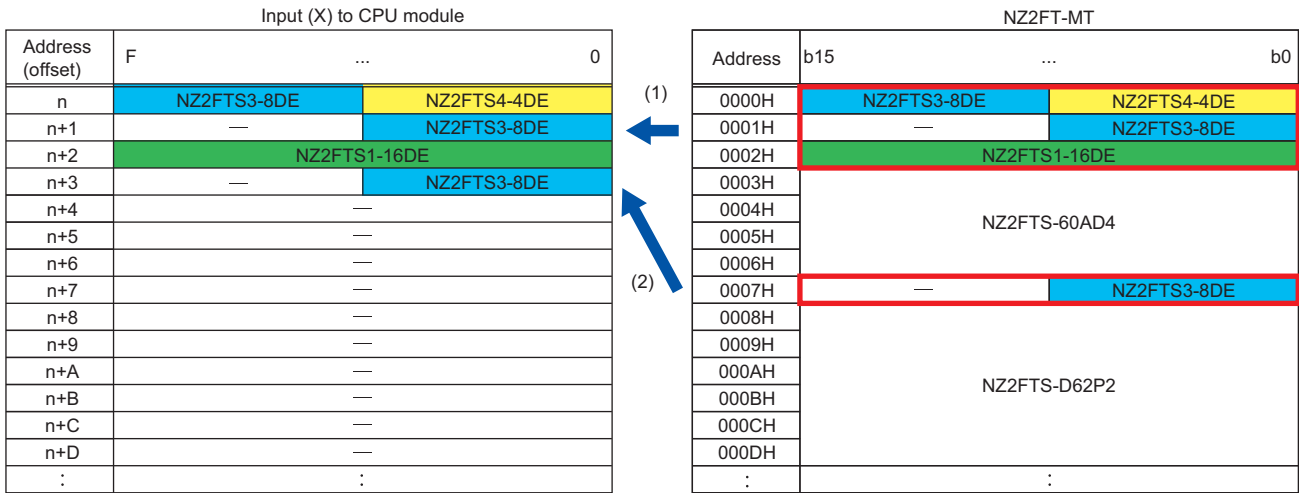 Input (X) to CPU module
Address (offset) F ... 0
n NZ2FTS3-8DE NZ2FTS4-4DE
n+1 — NZ2FTS3-8DE
n+2 NZ2FTS1-16DE
n+3 — NZ2FTS3-8DE
n+4 —
n+5 —
n+6 —
n+7 —
n+8 —
n+9 —
n+A —
n+B —
n+C —
n+D —
: :
(1)
(2)
NZ2FT-MT
Address b15 ... b0
0000H NZ2FTS3-8DE NZ2FTS4-4DE
0001H — NZ2FTS3-8DE
0002H NZ2FTS1-16DE
0003H
0004H
NZ2FTS-60AD4
0005H
0006H
0007H — NZ2FTS3-8DE
0008H
0009H
000AH
NZ2FTS-D62P2
000BH
000CH
000DH
: :